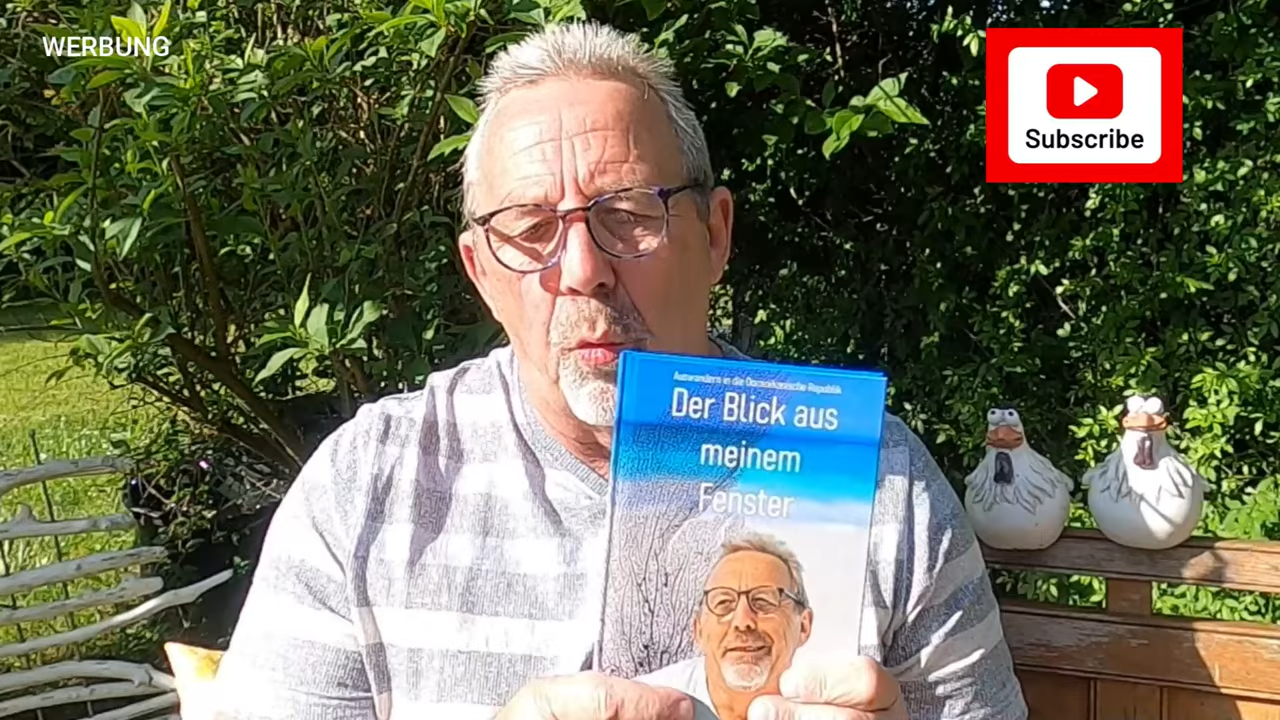 WERBUNG
Subscribe
Auswandern in die Dominikanische Republik
Der Blick aus
meinem
Fenster